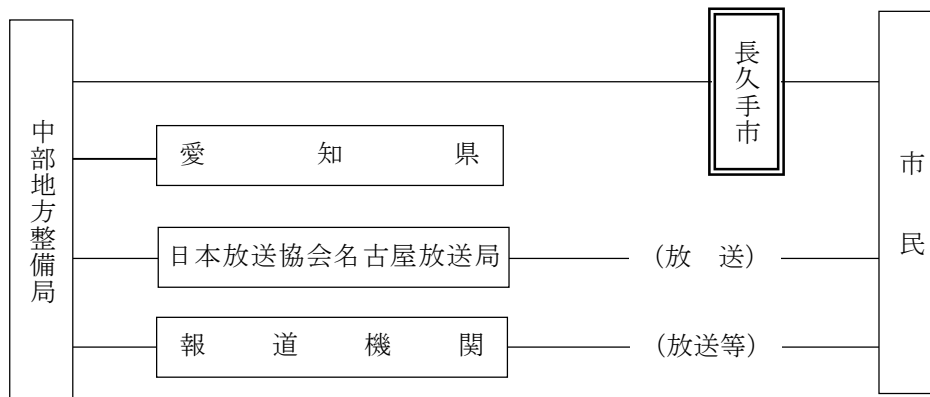 中部地方整備局
長久手市
愛知県
日本放送協会名古屋放送局
(放送)
報道機関
(放送等)
市民